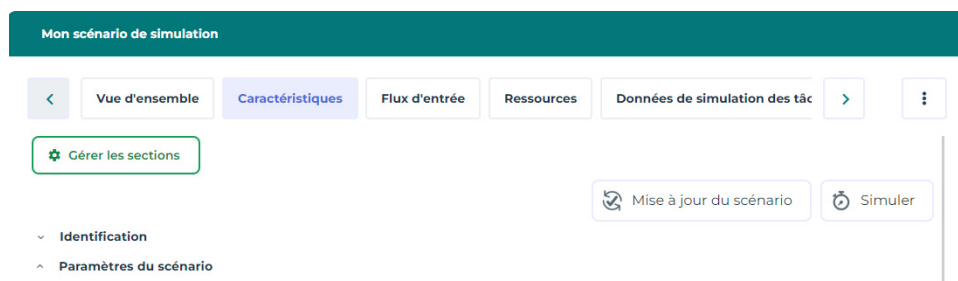 Mon scénario de simulation
Vue d'ensemble Caractéristiques Flux d'entrée Ressources Données de simulation des tâc
Gérer les sections
Mise à jour du scénario Simuler
Identification
Paramètres du scénario